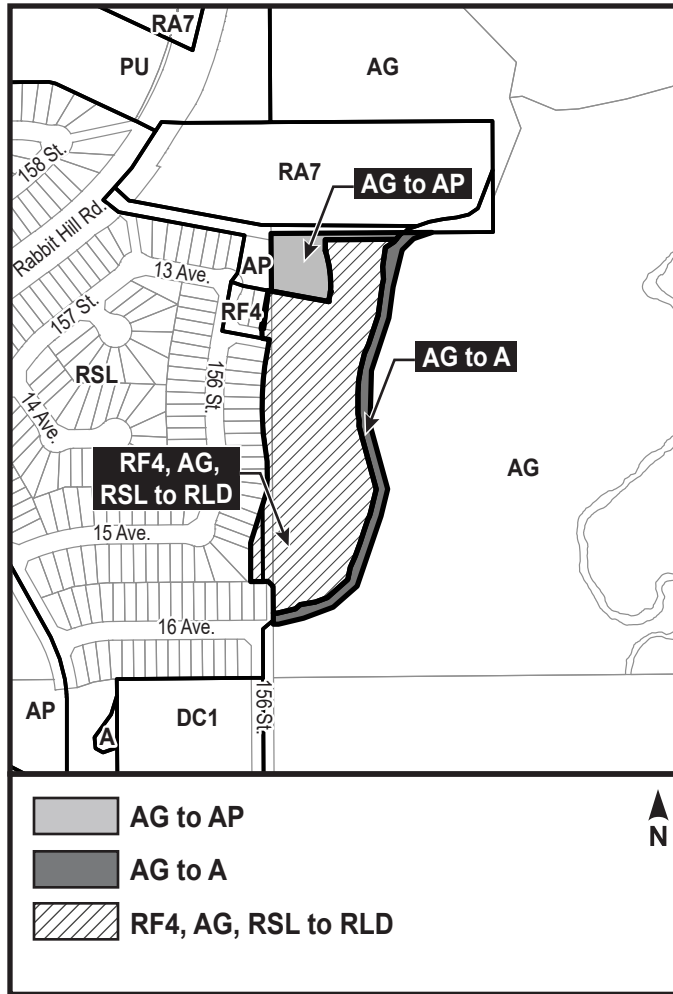 RA7
PU
AG
158 St.
RA7
AG to AP
Rabbit Hill Rd.
13 Ave.
AP
RF4
157 St.
RSL
156 St.
AG to A
14 Ave.
RF4, AG,
RSL to RLD
AG
15 Ave.
16 Ave.
156 St.
AP
A
DC1
AG to AP
N
AG to A
RF4, AG, RSL to RLD